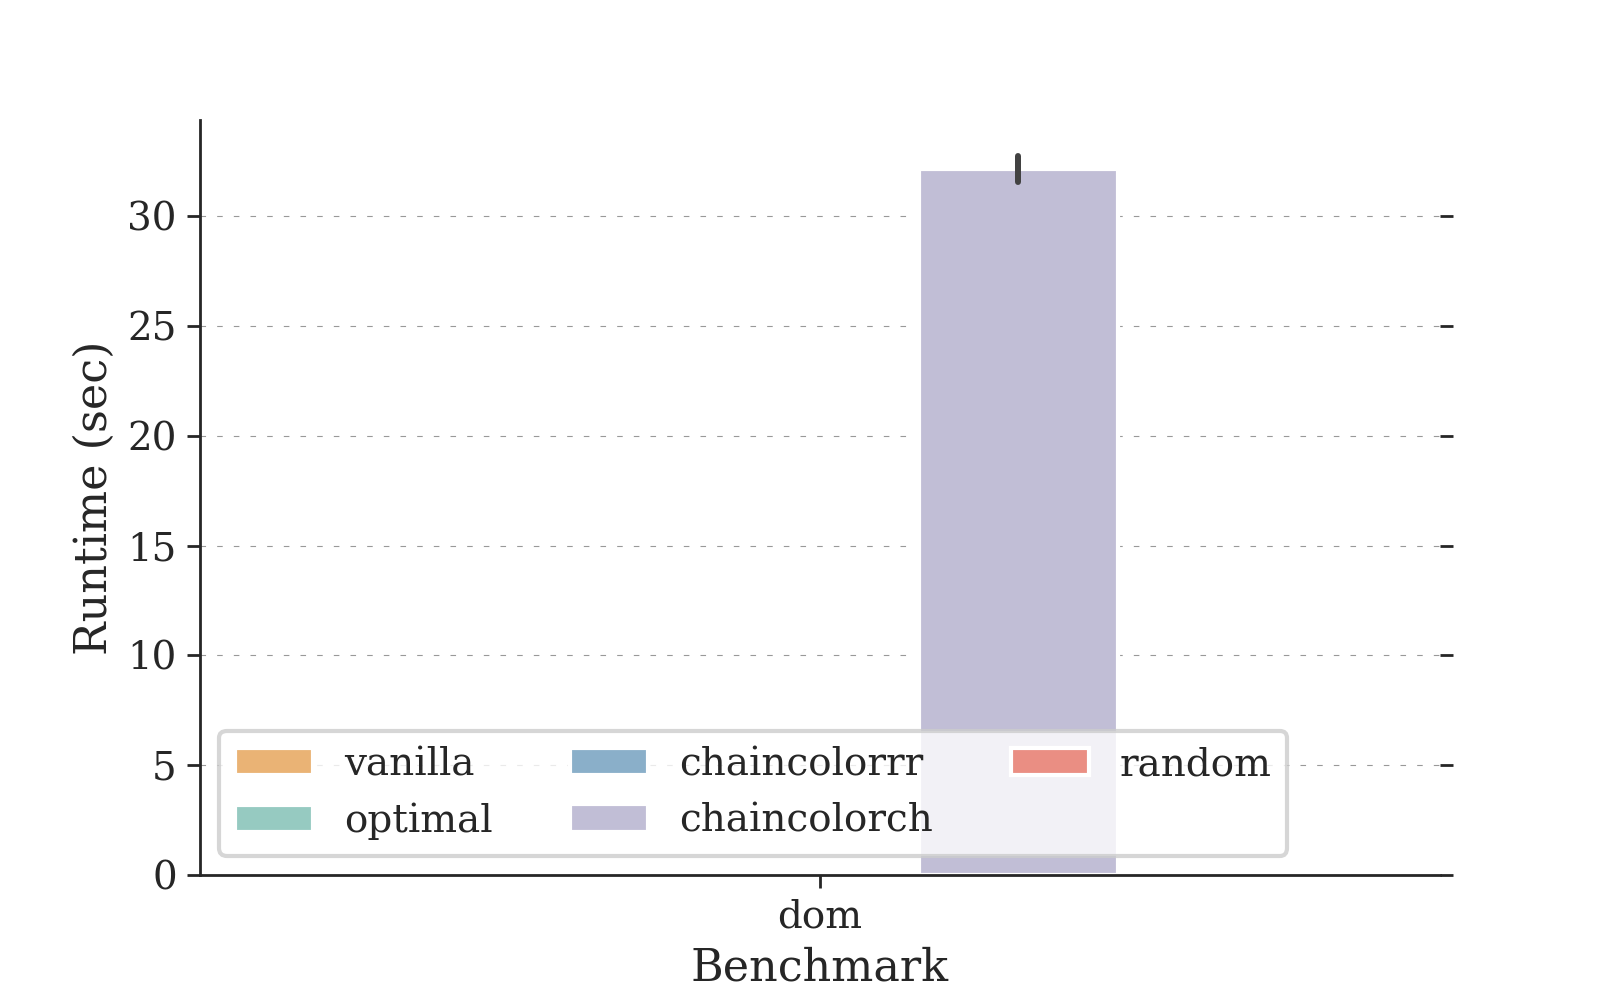 Runtime (sec)
30
25
20
15
10
5
0
vanilla
optimal
chaincolorrr
chaincolorch
random
dom
Benchmark